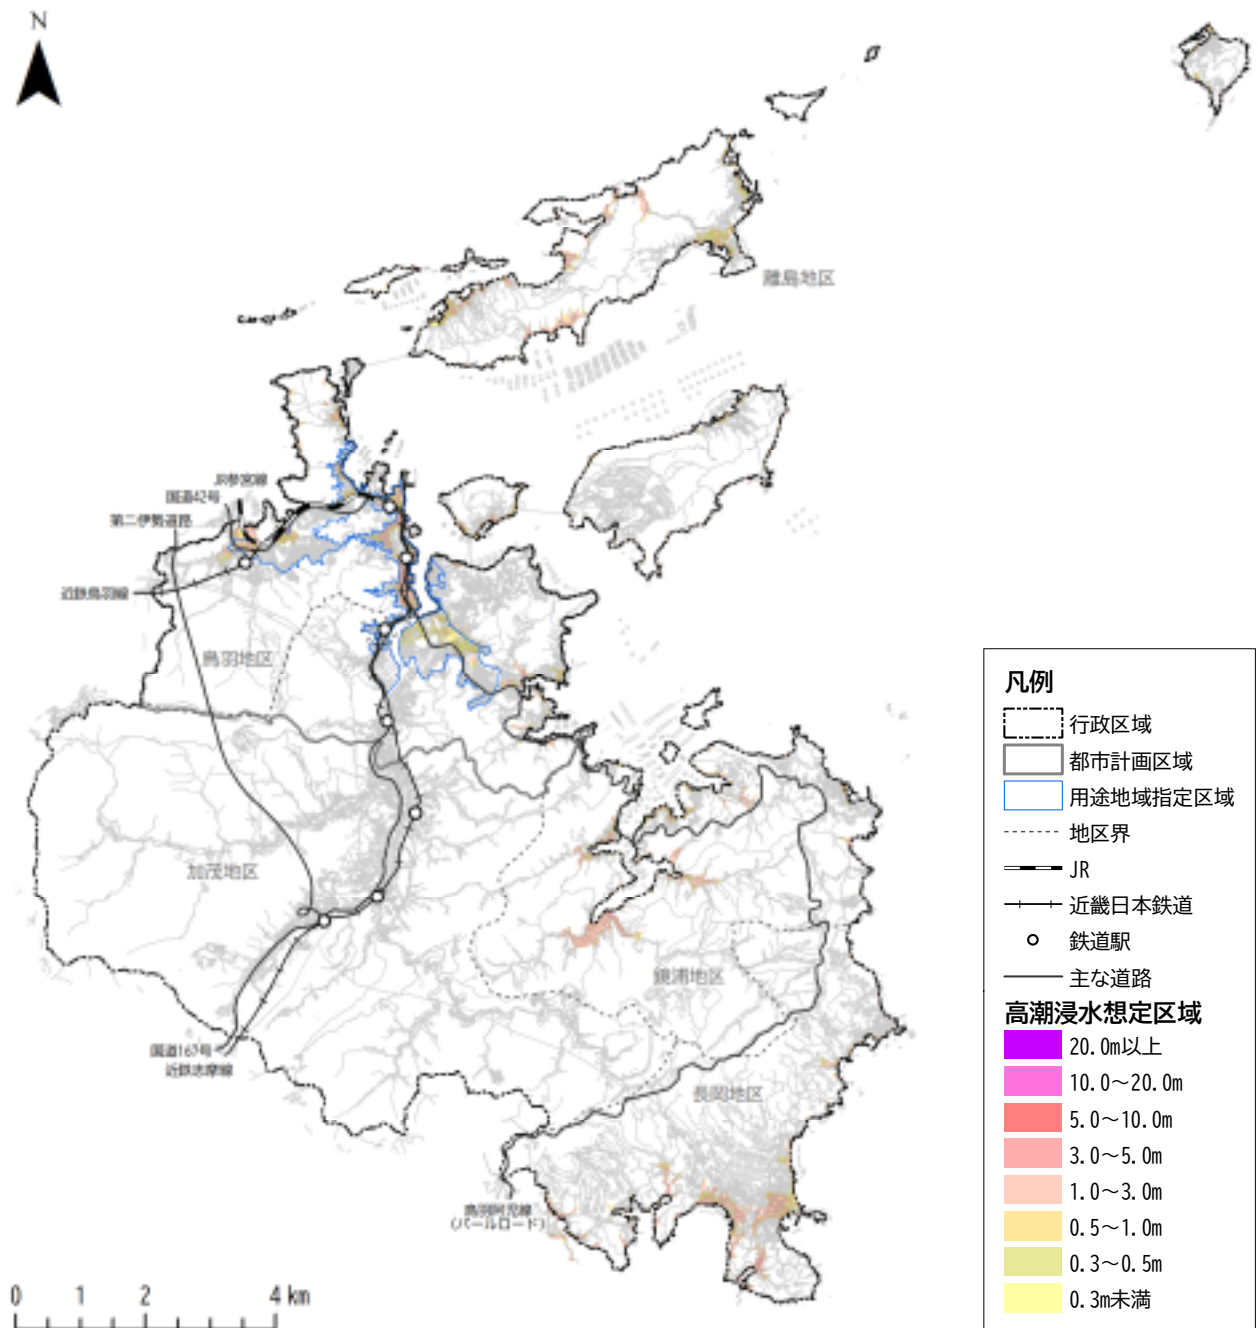 N
離島地区
JR参宮線
国道42号
第二伊勢道路
近鉄鳥羽線
鳥羽地区
加茂地区
鏡浦地区
国道167号
近鉄志摩線
長岡地区
鳥羽阿児線
(パールロード)
0 1 2 4 km
凡例
行政区域
都市計画区域
用途地域指定区域
地区界
JR
近畿日本鉄道
鉄道駅
主な道路
高潮浸水想定区域
20.0m以上
10.0～20.0m
5.0～10.0m
3.0～5.0m
1.0～3.0m
0.5～1.0m
0.3～0.5m
0.3m未満